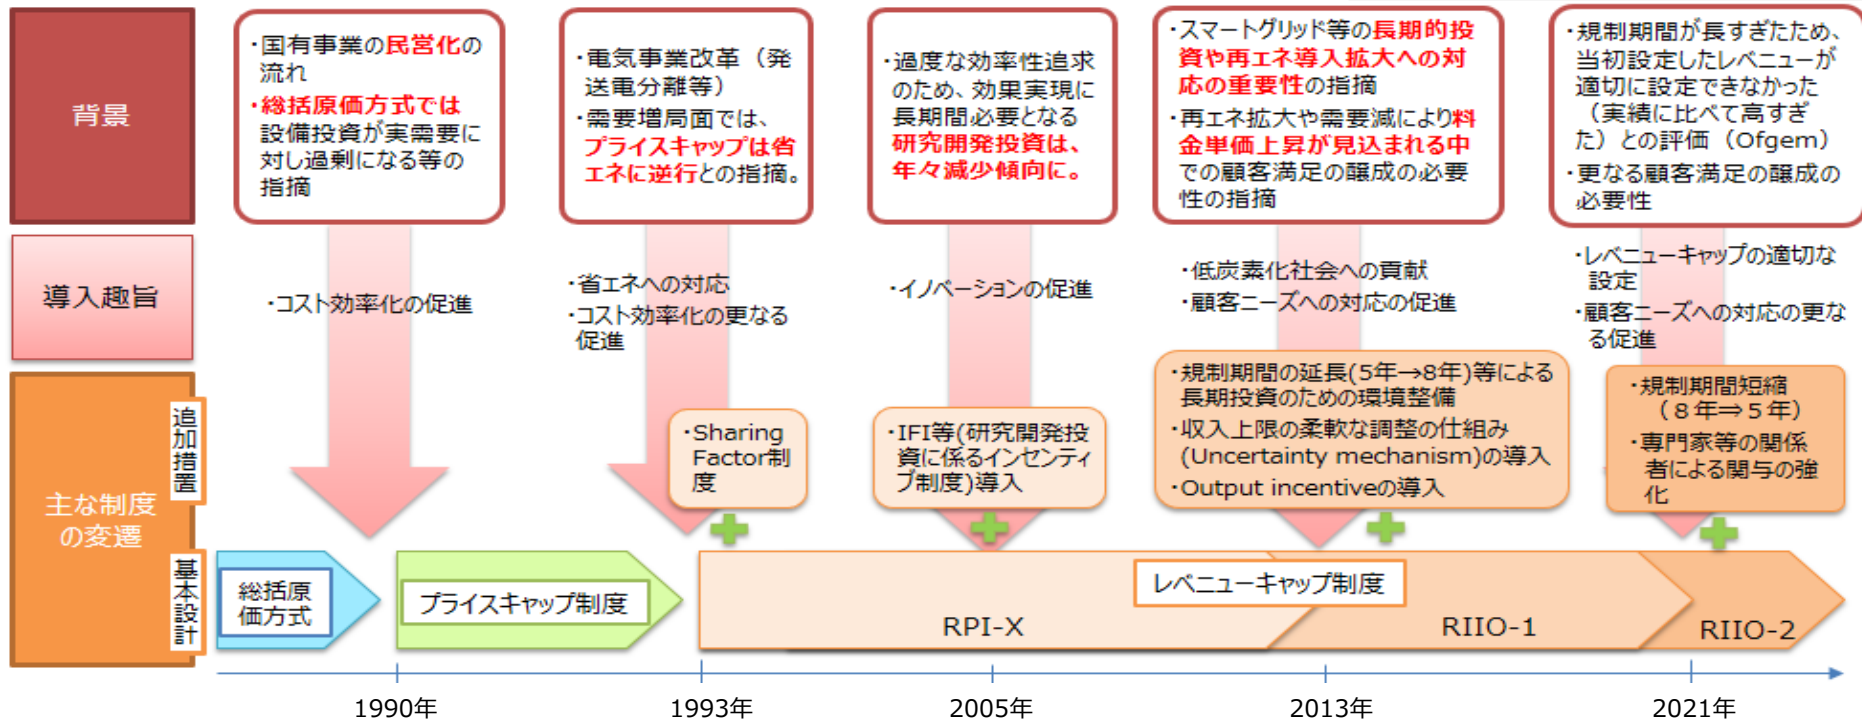 背景
・国有事業の民営化の
流れ
・総括原価方式では
設備投資が実需要に
対し過剰になる等の
指摘
・電気事業改革（発
送電分離等）
・需要増局面では、
プライスキャップは省
エネに逆行との指摘。
・過度な効率性追求
のため、効果実現に
長期間必要となる
研究開発投資は、
年々減少傾向に。
・スマートグリッド等の長期的投
資や再エネ導入拡大への対
応の重要性の指摘
・再エネ拡大や需要減により料
金単価上昇が見込まれる中
での顧客満足の醸成の必要
性の指摘
・規制期間が長すぎたため、
当初設定したレベニューが
適切に設定できなかった
（実績に比べて高すぎ
た）との評価（Ofgem）
・更なる顧客満足の醸成の
必要性
導入趣旨
・コスト効率化の促進
・省エネへの対応
・コスト効率化の更なる
促進
・イノベーションの促進
・低炭素化社会への貢献
・顧客ニーズへの対応の促進
・レベニューキャップの適切な
設定
・顧客ニーズへの対応の更な
る促進
主な制度
の変遷
追加措置
・Sharing
Factor制
度
・IFI等(研究開発投
資に係るインセンティ
ブ制度)導入
・規制期間の延長(5年→8年)等による
長期投資のための環境整備
・収入上限の柔軟な調整の仕組み
(Uncertainty mechanism)の導入
・Output incentiveの導入
・規制期間短縮
（８年⇒５年）
・専門家等の関係
者による関与の強
化
基本設計
総括原
価方式
プライスキャップ制度
レベニューキャップ制度
RPI-X
RIIO-1
RIIO-2
1990年
1993年
2005年
2013年
2021年